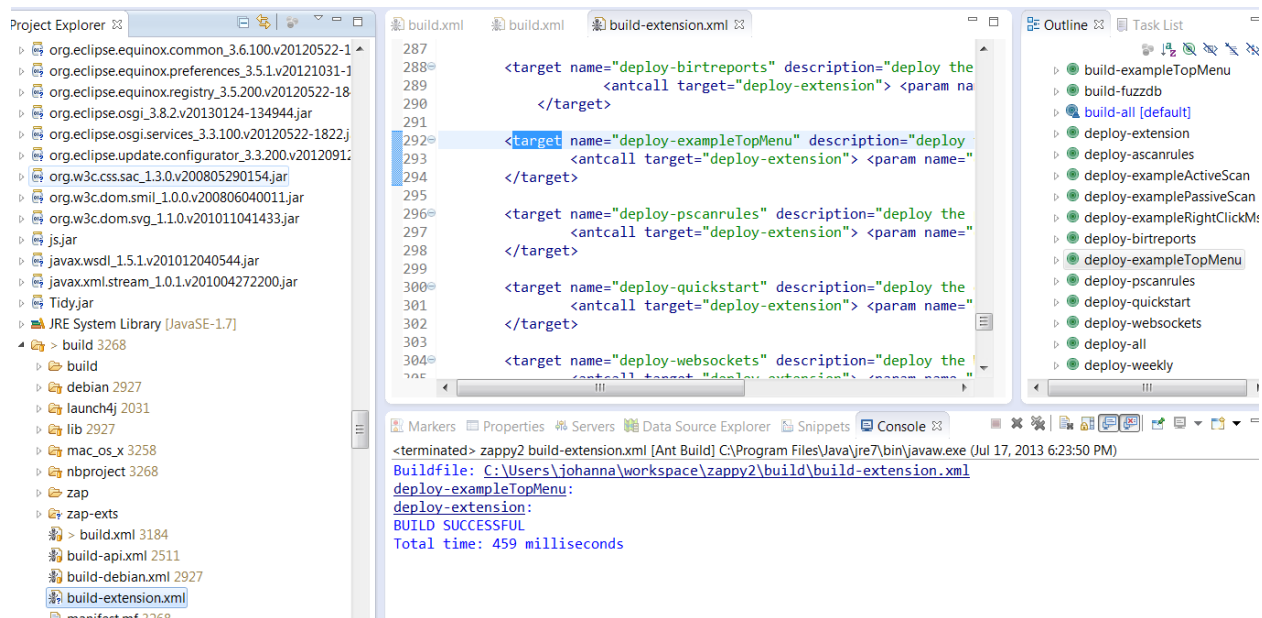 Project Explorer
org.eclipse.equinox.common_3.6.100.v20120522-1
org.eclipse.equinox.preferences_3.5.1.v20121031-1
org.eclipse.equinox.registry_3.5.200.v20120522-18
org.eclipse.osgi_3.8.2.v20130124-134944.jar
org.eclipse.osgi.services_3.3.100.v20120522-1822.j
org.eclipse.update.configurator_3.3.200.v20120912
org.w3c.css.sac_1.3.0.v200805290154.jar
org.w3c.dom.smil_1.0.0.v200806040011.jar
org.w3c.dom.svg_1.1.0.v201011041433.jar
js.jar
javax.wsdl_1.5.1.v201012040544.jar
javax.xml.stream_1.0.1.v201004272200.jar
Tidy.jar
JRE System Library [JavaSE-1.7]
> build 3268
build
debian 2927
launch4j 2031
lib 2927
mac_os_x 3258
nbproject 3268
zap
zap-exts
> build.xml 3184
build-api.xml 2511
build-debian.xml 2927
build-extension.xml
manifest.mf 3268
build.xml build.xml build-extension.xml
287
288 <target name="deploy-birtreports" description="deploy the
289 <antcall target="deploy-extension"> <param na
290 </target>
291
292 <target name="deploy-exampleTopMenu" description="deploy
293 <antcall target="deploy-extension"> <param name="
294 </target>
295
296 <target name="deploy-pscanrules" description="deploy the
297 <antcall target="deploy-extension"> <param name="
298 </target>
299
300 <target name="deploy-quickstart" description="deploy the
301 <antcall target="deploy-extension"> <param name="
302 </target>
303
304 <target name="deploy-websockets" description="deploy the
305 <antcall target="deploy-extension"> <param name="
Outline Task List
build-exampleTopMenu
build-fuzzdb
build-all [default]
deploy-extension
deploy-ascanrules
deploy-exampleActiveScan
deploy-examplePassiveScan
deploy-exampleRightClickMs
deploy-birtreports
deploy-exampleTopMenu
deploy-pscanrules
deploy-quickstart
deploy-websockets
deploy-all
deploy-weekly
Markers Properties Servers Data Source Explorer Snippets Console
<terminated> zappy2 build-extension.xml [Ant Build] C:\Program Files\Java\jre7\bin\javaw.exe (Jul 17, 2013 6:23:50 PM)
Buildfile: C:\Users\johanna\workspace\zappy2\build\build-extension.xml
deploy-exampleTopMenu:
deploy-extension:
BUILD SUCCESSFUL
Total time: 459 milliseconds